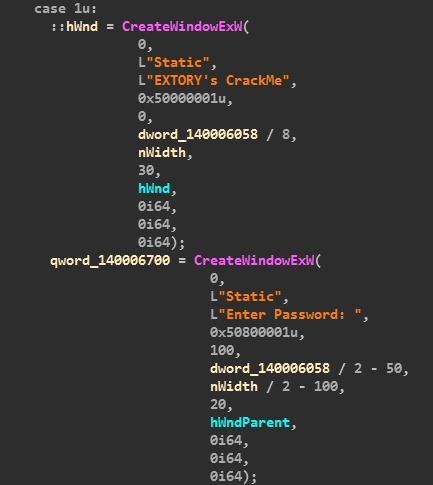 case 1u:
::hWnd = CreateWindowExW(
0,
L"Static",
L"EXTORY's CrackMe",
0x50000001u,
0,
dword_140006058 / 8,
nWidth,
30,
hWnd,
0i64,
0i64,
0i64);
qword_140006700 = CreateWindowExW(
0,
L"Static",
L"Enter Password: ",
0x50800001u,
100,
dword_140006058 / 2 - 50,
nWidth / 2 - 100,
20,
hWndParent,
0i64,
0i64,
0i64);